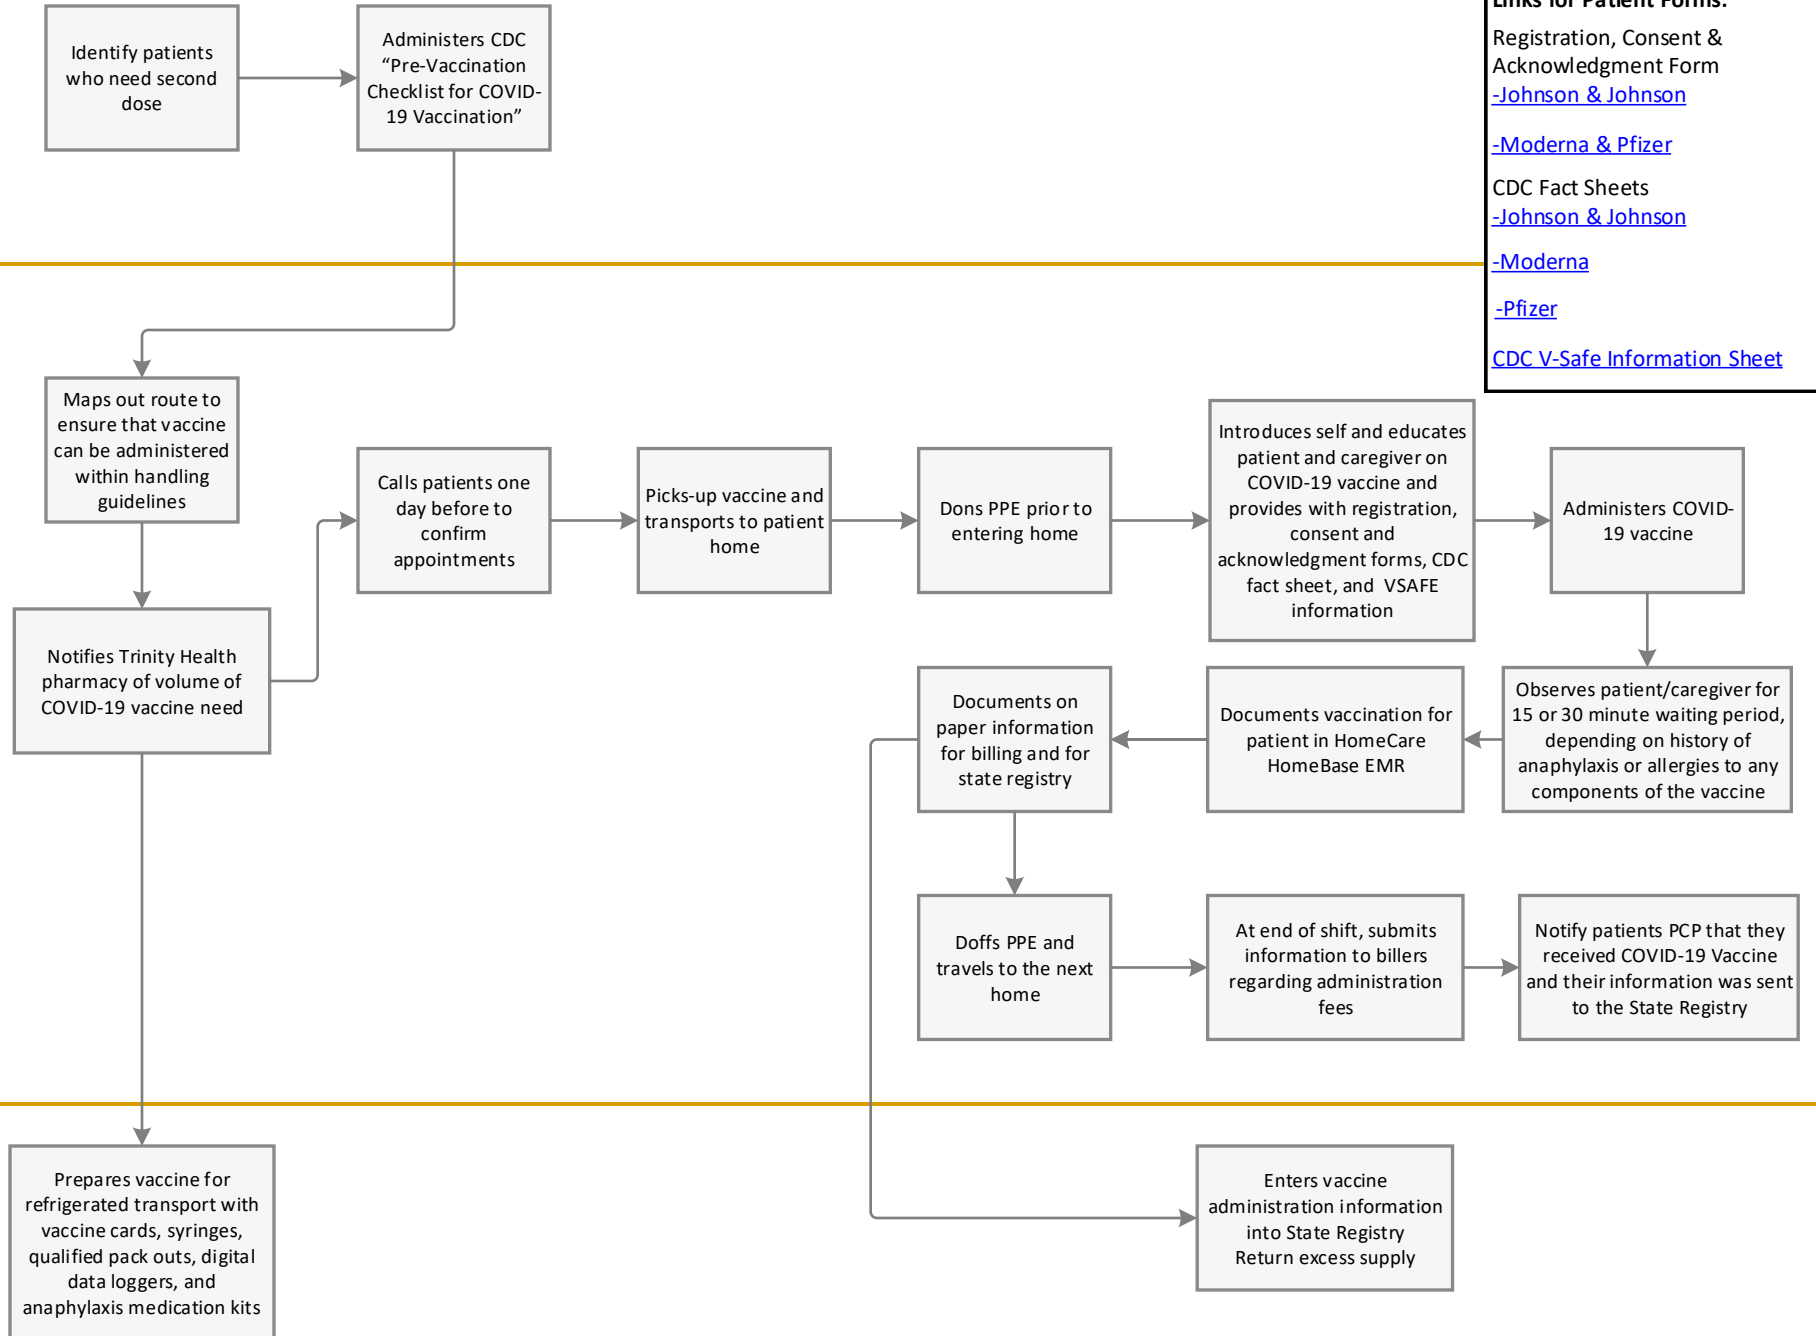 Identify patients
who need second
dose
Administers CDC
“Pre-Vaccination
Checklist for COVID-
19 Vaccination”
Links for Patient Forms:
Registration, Consent &
Acknowledgment Form
-Johnson & Johnson
-Moderna & Pfizer
CDC Fact Sheets
-Johnson & Johnson
-Moderna
-Pfizer
CDC V-Safe Information Sheet
Maps out route to
ensure that vaccine
can be administered
within handling
guidelines
Notifies Trinity Health
pharmacy of volume of
COVID-19 vaccine need
Calls patients one
day before to
confirm
appointments
Picks-up vaccine and
transports to patient
home
Dons PPE prior to
entering home
Introduces self and educates
patient and caregiver on
COVID-19 vaccine and
provides with registration,
consent and
acknowledgment forms, CDC
fact sheet, and VSAFE
information
Administers COVID-
19 vaccine
Observes patient/caregiver for
15 or 30 minute waiting period,
depending on history of
anaphylaxis or allergies to any
components of the vaccine
Documents vaccination for
patient in HomeCare
HomeBase EMR
Documents on
paper information
for billing and for
state registry
Doffs PPE and
travels to the next
home
At end of shift, submits
information to billers
regarding administration
fees
Notify patients PCP that they
received COVID-19 Vaccine
and their information was sent
to the State Registry
Prepares vaccine for
refrigerated transport with
vaccine cards, syringes,
qualified pack outs, digital
data loggers, and
anaphylaxis medication kits
Enters vaccine
administration information
into State Registry
Return excess supply